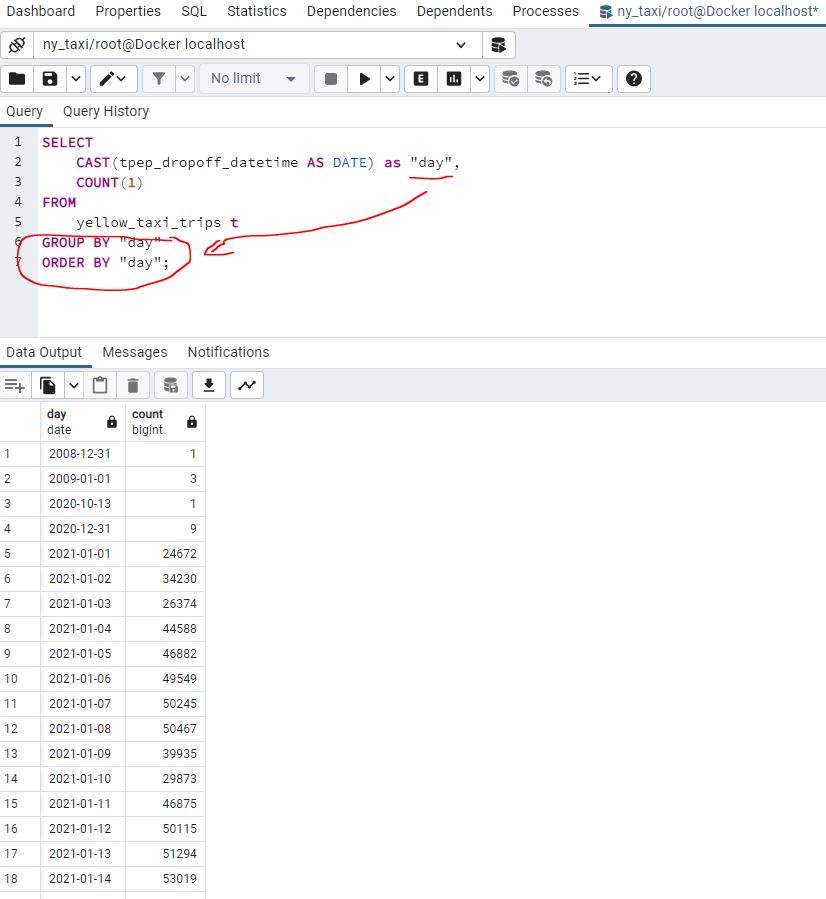 Dashboard Properties SQL Statistics Dependencies Dependents Processes ny_taxi/root@Docker localhost*
ny_taxi/root@Docker localhost
No limit
E
Query Query History
1 SELECT
2 CAST(tpep_dropoff_datetime AS DATE) as "day",
3 COUNT(1)
4 FROM
5 yellow_taxi_trips t
6 GROUP BY "day"
7 ORDER BY "day";
Data Output Messages Notifications
day count
date bigint
1 2008-12-31 1
2 2009-01-01 3
3 2020-10-13 1
4 2020-12-31 9
5 2021-01-01 24672
6 2021-01-02 34230
7 2021-01-03 26374
8 2021-01-04 44588
9 2021-01-05 46882
10 2021-01-06 49549
11 2021-01-07 50245
12 2021-01-08 50467
13 2021-01-09 39935
14 2021-01-10 29873
15 2021-01-11 46875
16 2021-01-12 50115
17 2021-01-13 51294
18 2021-01-14 53019